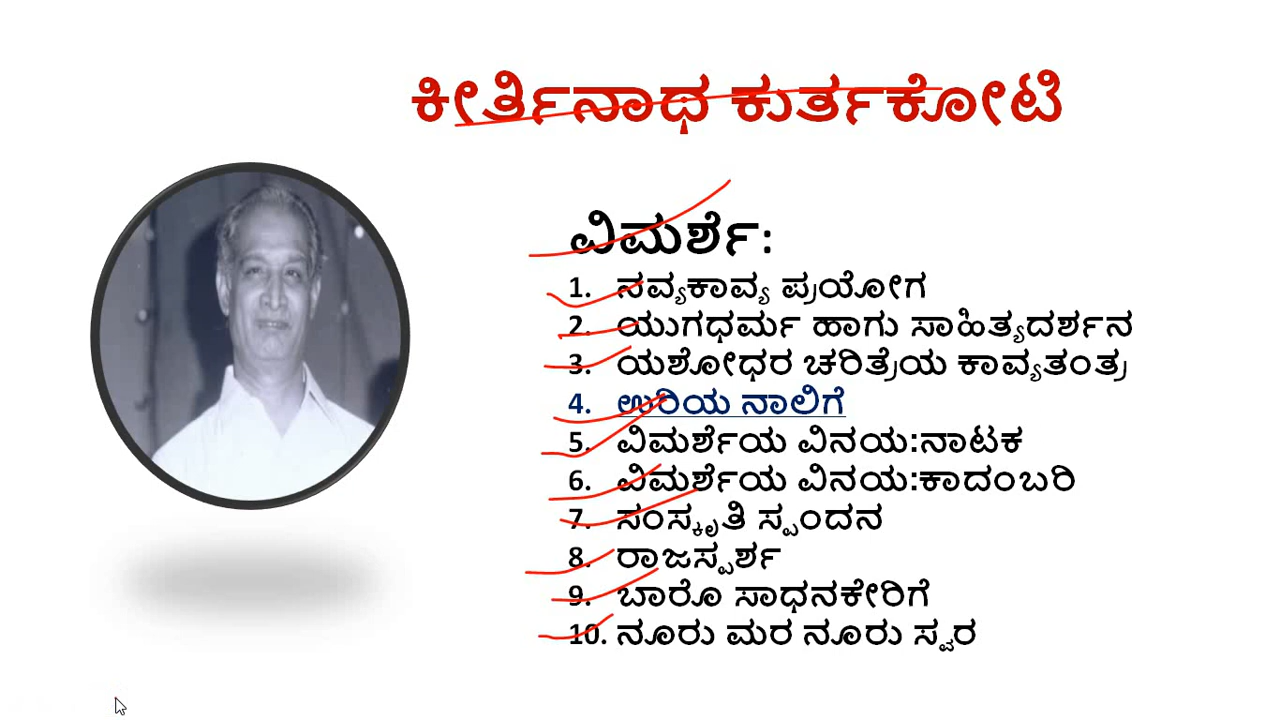 ಕೀರ್ತಿನಾಥ ಕುರ್ತಕೋಟಿ
ವಿಮರ್ಶೆ:
1. ನವ್ಯಕಾವ್ಯ ಪ್ರಯೋಗ
2. ಯುಗಧರ್ಮ ಹಾಗು ಸಾಹಿತ್ಯದರ್ಶನ
3. ಯಶೋಧರ ಚರಿತ್ರೆಯ ಕಾವ್ಯತಂತ್ರ
4. ಉರಿಯ ನಾಲಿಗೆ
5. ವಿಮರ್ಶೆಯ ವಿನಯ:ನಾಟಕ
6. ವಿಮರ್ಶೆಯ ವಿನಯ:ಕಾದಂಬರಿ
7. ಸಂಸ್ಕೃತಿ ಸ್ಪಂದನ
8. ರಾಜಸ್ಪರ್ಶ
9. ಬಾರೊ ಸಾಧನಕೇರಿಗೆ
10. ನೂರು ಮರ ನೂರು ಸ್ವರ